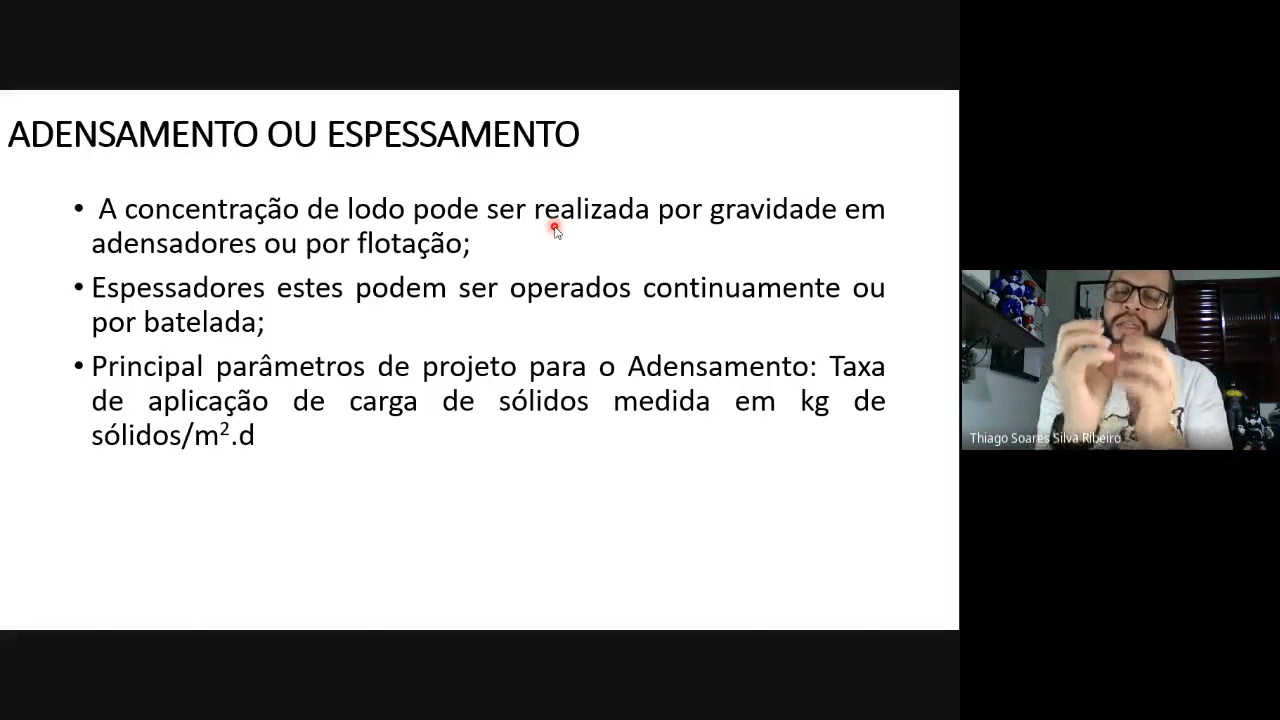 ADENSAMENTO OU ESPESSAMENTO
• A concentração de lodo pode ser realizada por gravidade em
adensadores ou por flotação;
• Espessadores estes podem ser operados continuamente ou
por batelada;
• Principal parâmetros de projeto para o Adensamento: Taxa
de aplicação de carga de sólidos medida em kg de
sólidos/m².d
Thiago Soares Silva Ribeiro